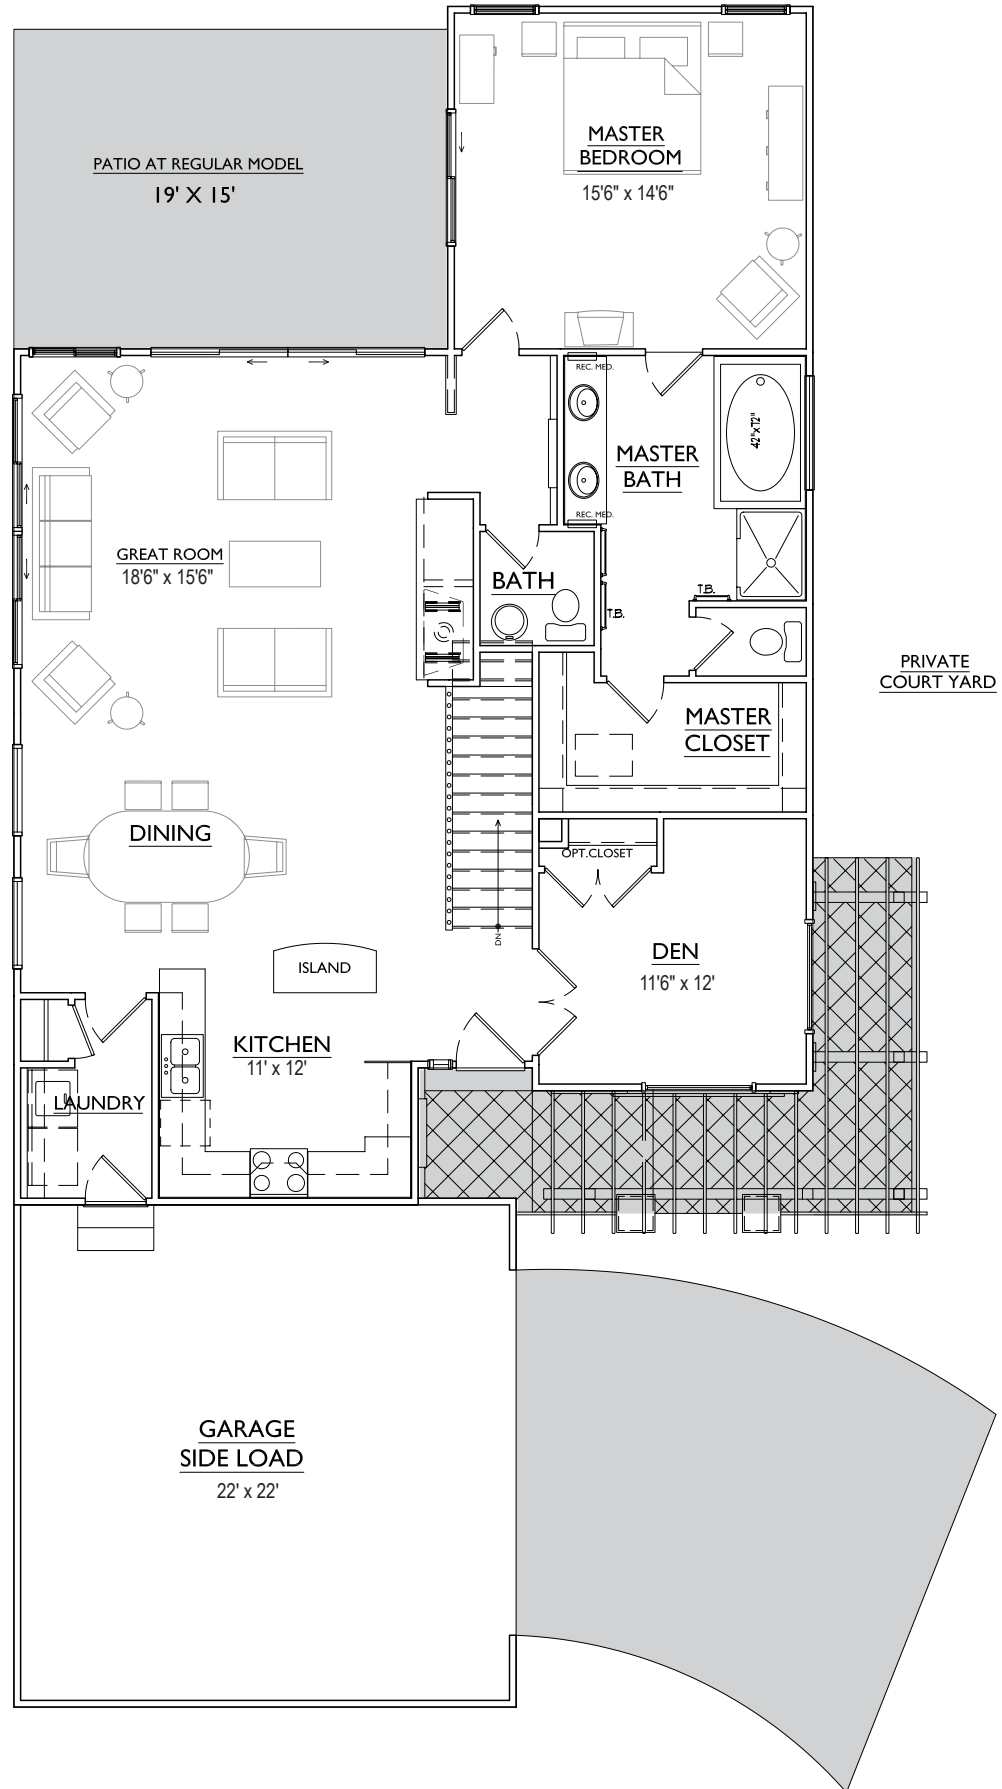 PATIO AT REGULAR MODEL
19' X 15'
MASTER
BEDROOM
15'6" x 14'6"
REC. MED.
42"x72"
MASTER
BATH
REC. MED.
GREAT ROOM
18'6" x 15'6"
BATH
T.B.
T.B.
PRIVATE
COURT YARD
MASTER
CLOSET
DINING
OPT.CLOSET
DN
DEN
11'6" x 12'
ISLAND
KITCHEN
11' x 12'
LAUNDRY
GARAGE
SIDE LOAD
22' x 22'